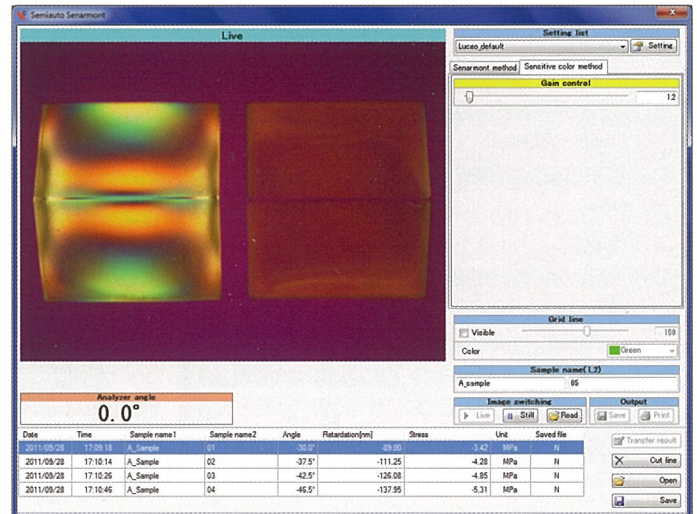 Semiauto Senarmont
Live
Setting list
Luceo_default
Setting
Senarmont method
Sensitive color method
Gain control
1.2
Grid line
Visible
150
Color
Green
Sample name(1,2)
A_sample
05
Image switching
Output
Live
Still
Read
Save
Print
Analyzer angle
0.0°
Date Time Sample name1 Sample name2 Angle Retardation[nm] Stress Unit Saved file
2011/09/28 17:09:18 A_Sample 01 -30.0° -89.00 -3.42 MPa N
2011/09/28 17:10:14 A_Sample 02 -37.5° -111.25 -4.28 MPa N
2011/09/28 17:10:26 A_Sample 03 -42.5° -126.08 -4.85 MPa N
2011/09/28 17:10:46 A_Sample 04 -46.5° -137.95 -5.31 MPa N
Transfer result
Cut line
Open
Save